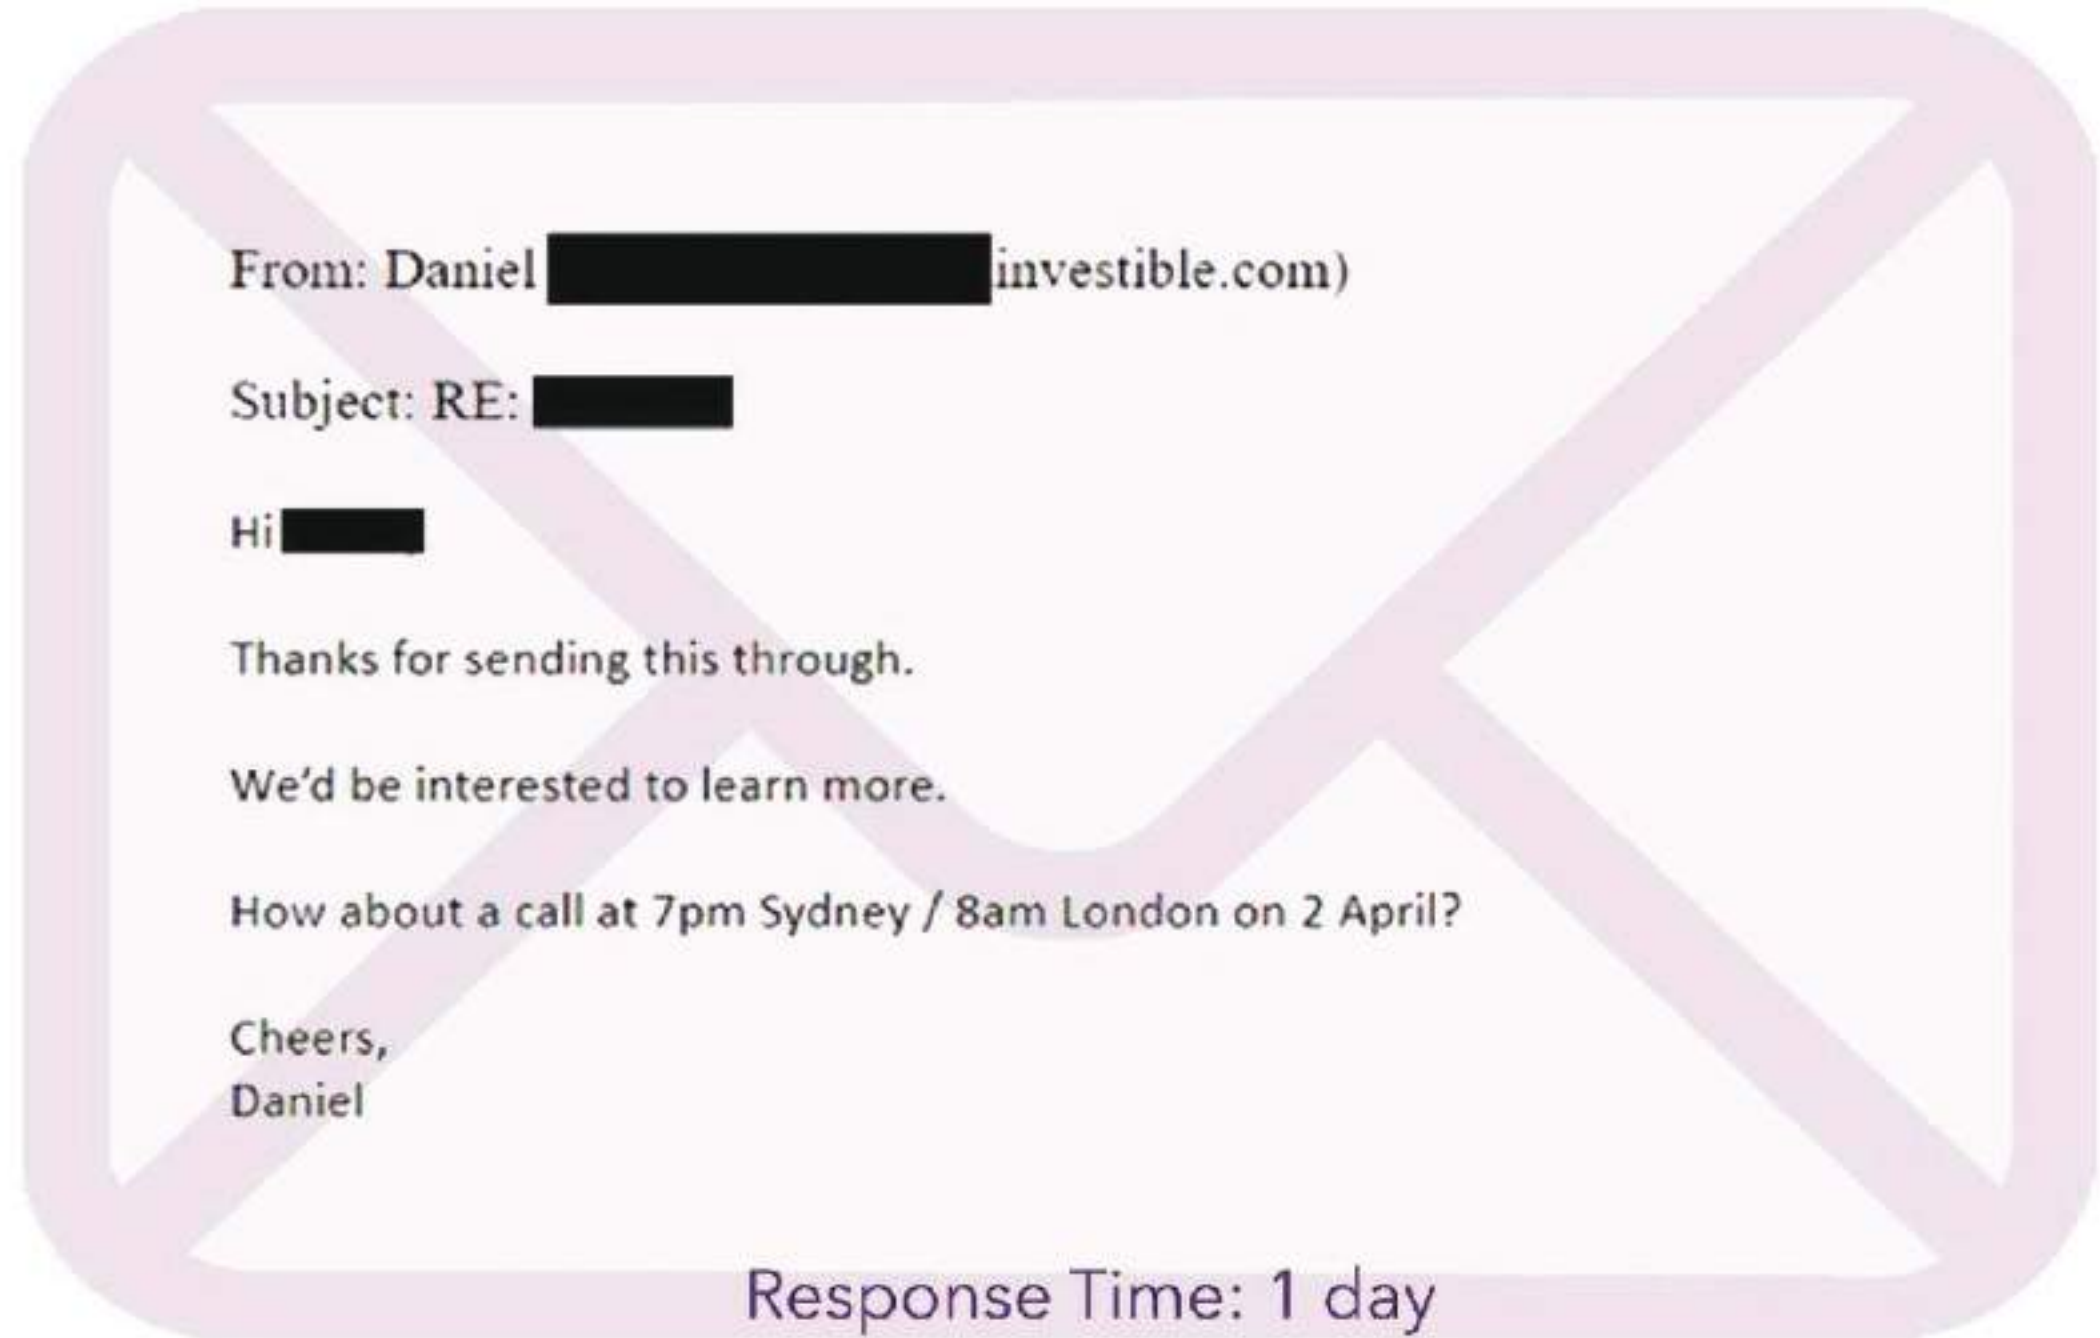 From: Daniel investible.com)
Subject: RE:
Hi
Thanks for sending this through.
We'd be interested to learn more.
How about a call at 7pm Sydney / 8am London on 2 April?
Cheers,
Daniel
Response Time: 1 day